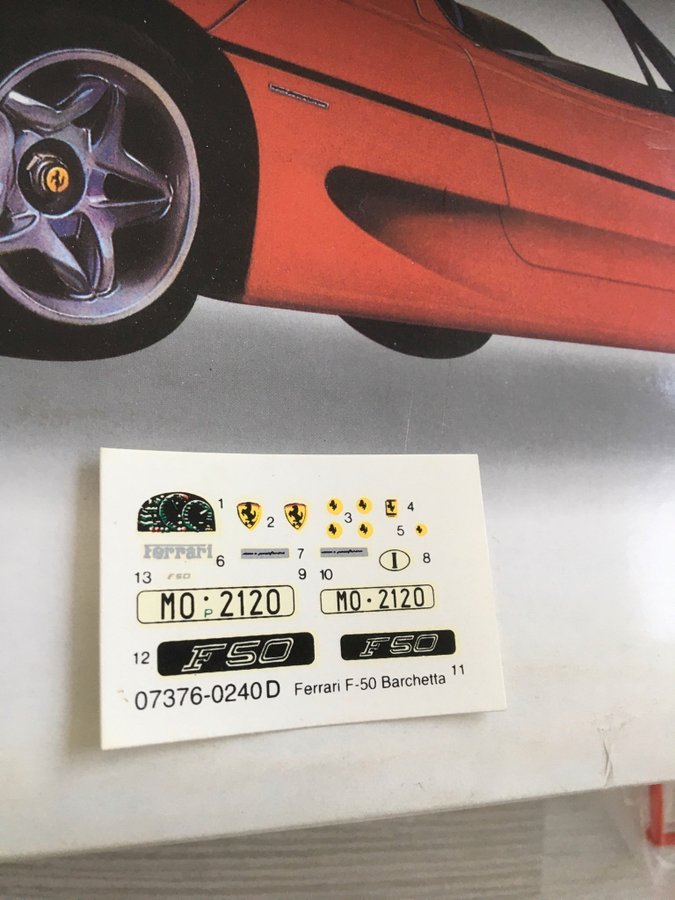 1 2 3 4
5
Ferrari 6 7 8
13 F50 9 10
MO P 2120 MO·2120
12 F50 F50
07376-0240D Ferrari F-50 Barchetta 11
I